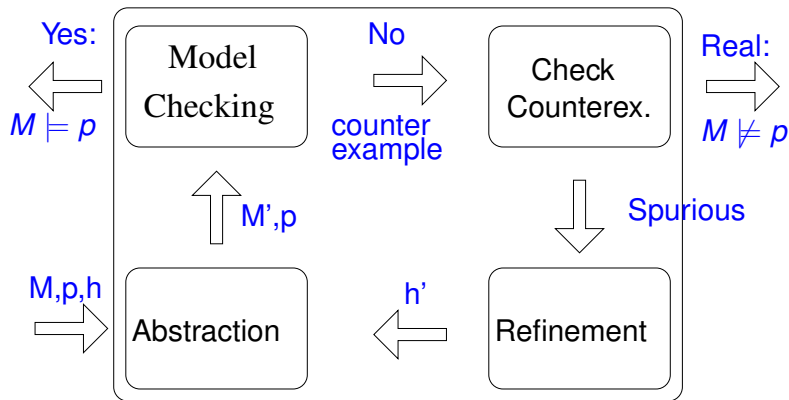 Yes:
M ⊨ p
Model
Checking
No
counter
example
Check
Counterex.
Real:
M ⊭ p
M',p
Spurious
M,p,h
Abstraction
h'
Refinement